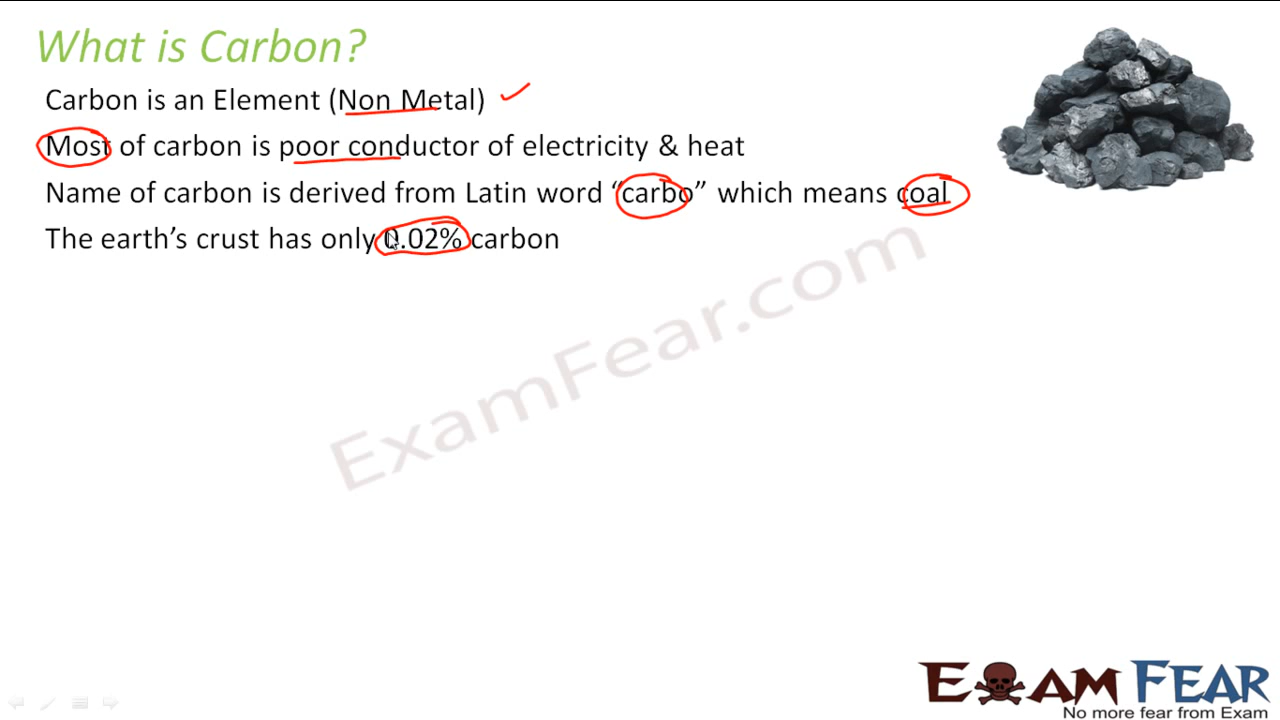 What is Carbon?
Carbon is an Element (Non Metal)
Most of carbon is poor conductor of electricity & heat
Name of carbon is derived from Latin word “carbo” which means coal
The earth’s crust has only 0.02% carbon
ExamFear.com
EXAM FEAR
No more fear from Exam